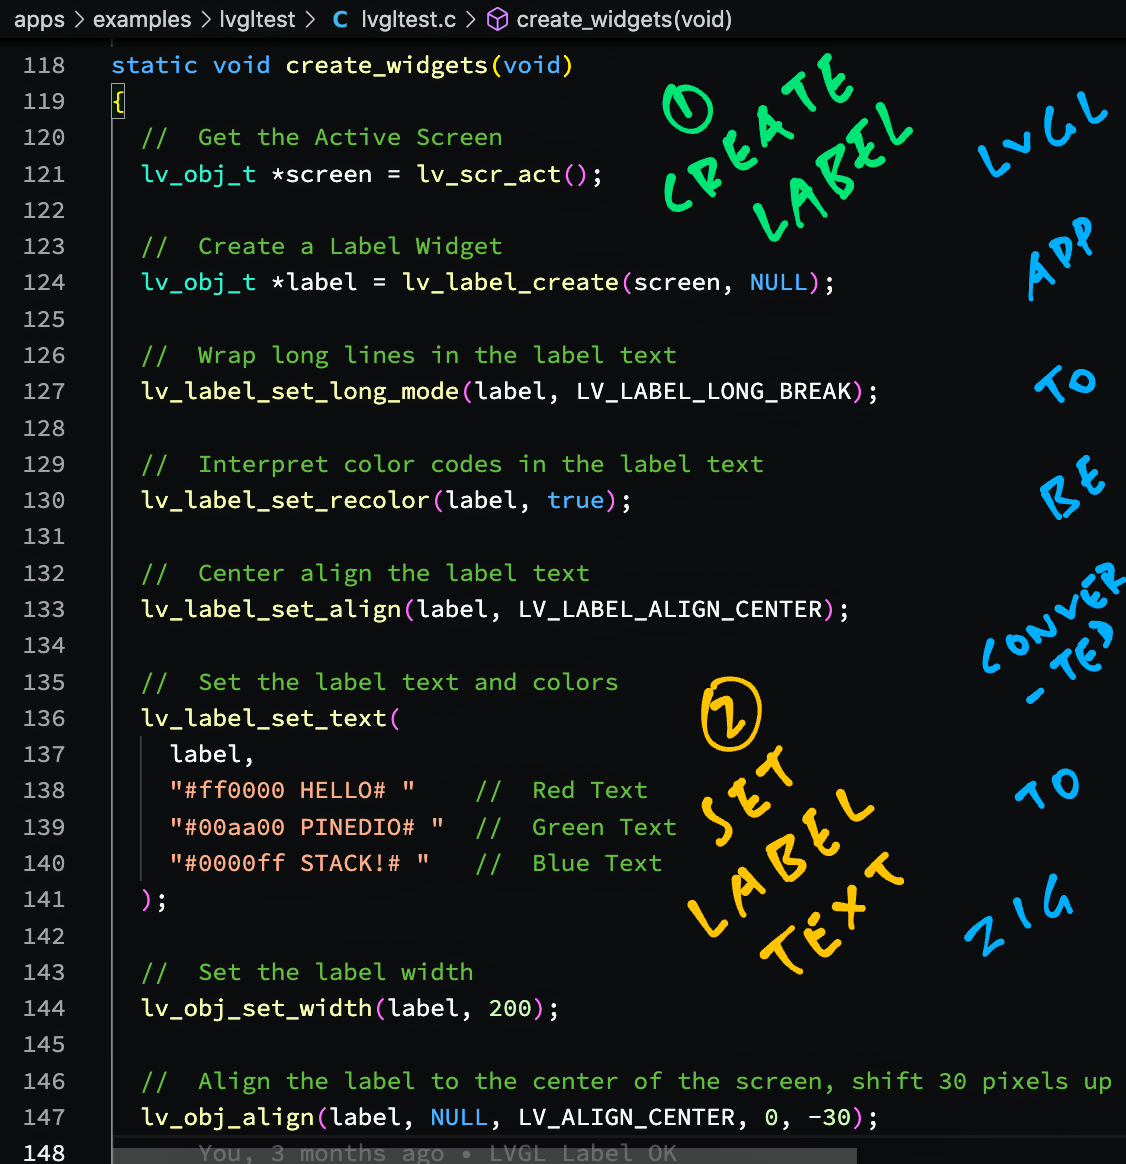 apps > examples > lvgltest > C lvgltest.c > create_widgets(void)
118 static void create_widgets(void)
119 {
120 // Get the Active Screen
121 lv_obj_t *screen = lv_scr_act();
122
123 // Create a Label Widget
124 lv_obj_t *label = lv_label_create(screen, NULL);
125
126 // Wrap long lines in the label text
127 lv_label_set_long_mode(label, LV_LABEL_LONG_BREAK);
128
129 // Interpret color codes in the label text
130 lv_label_set_recolor(label, true);
131
132 // Center align the label text
133 lv_label_set_align(label, LV_LABEL_ALIGN_CENTER);
134
135 // Set the label text and colors
136 lv_label_set_text(
137 label,
138 "#ff0000 HELLO# " // Red Text
139 "#00aa00 PINEDIO# " // Green Text
140 "#0000ff STACK!# " // Blue Text
141 );
142
143 // Set the label width
144 lv_obj_set_width(label, 200);
145
146 // Align the label to the center of the screen, shift 30 pixels up
147 lv_obj_align(label, NULL, LV_ALIGN_CENTER, 0, -30);
148 You, 3 months ago • LVGL Label OK
1
CREATE
LABEL
2
SET
LABEL
TEXT
LVGL
APP
TO
BE
CONVER
-TED
TO
ZIG